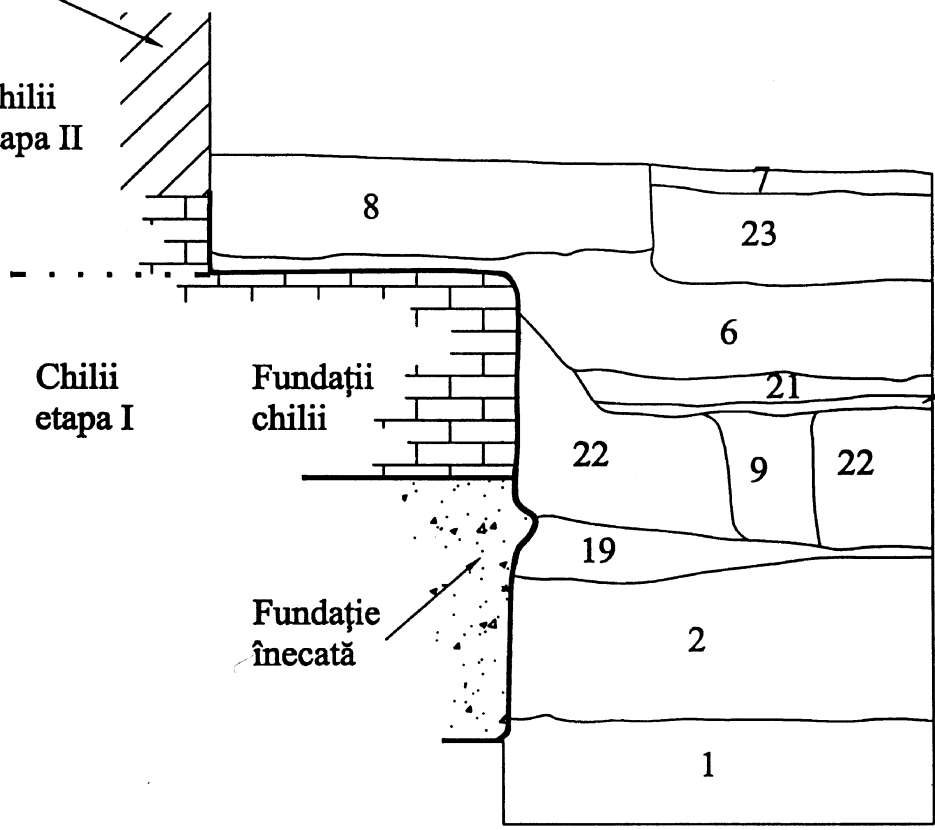 hilii
apa II
7
8
23
6
Chilii
etapa I
Fundații
chilii
21
22
9
22
19
Fundație
înecată
2
1